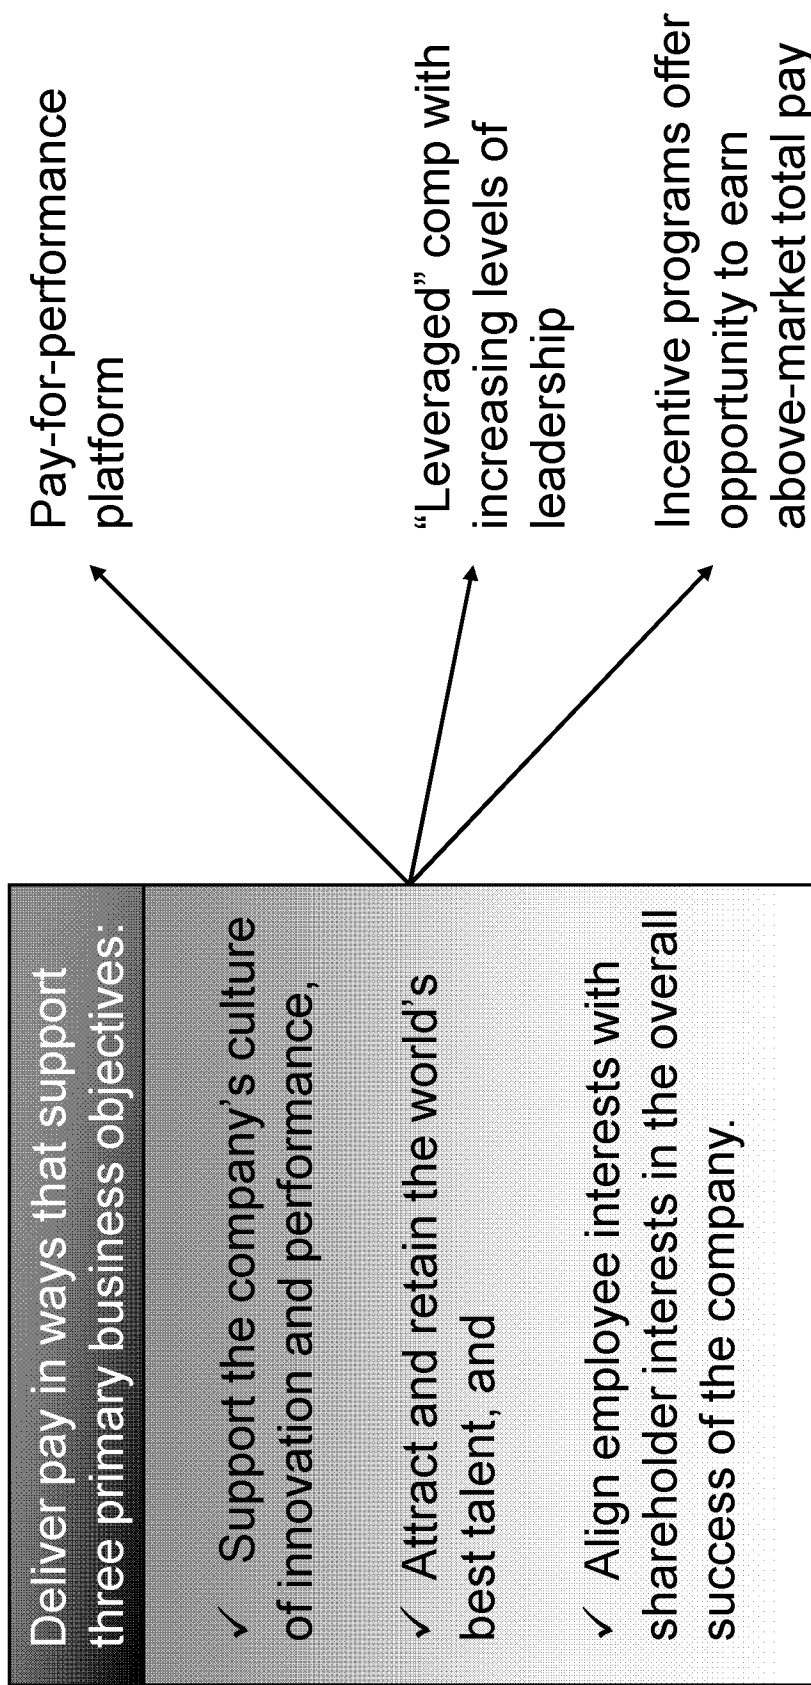 Deliver pay in ways that support
three primary business objectives:
✓ Support the company’s culture
of innovation and performance,
✓ Attract and retain the world’s
best talent, and
✓ Align employee interests with
shareholder interests in the overall
success of the company.
Pay-for-performance
platform
“Leveraged” comp with
increasing levels of
leadership
Incentive programs offer
opportunity to earn
above-market total pay